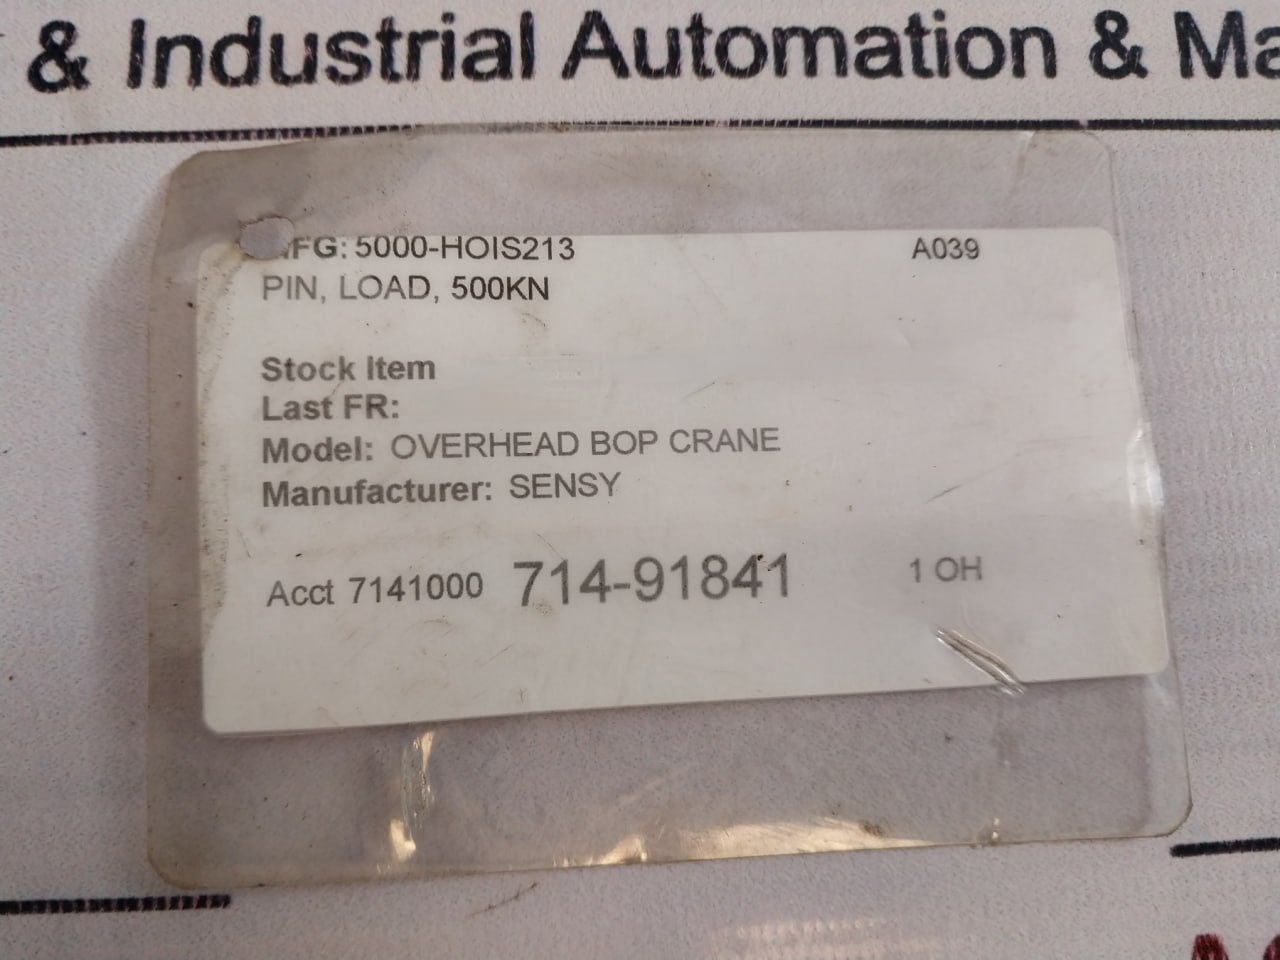 & Industrial Automation &
FG: 5000-HOIS213 A039
PIN, LOAD, 500KN
Stock Item
Last FR:
Model: OVERHEAD BOP CRANE
Manufacturer: SENSY
Acct 7141000 714-91841 1 OH